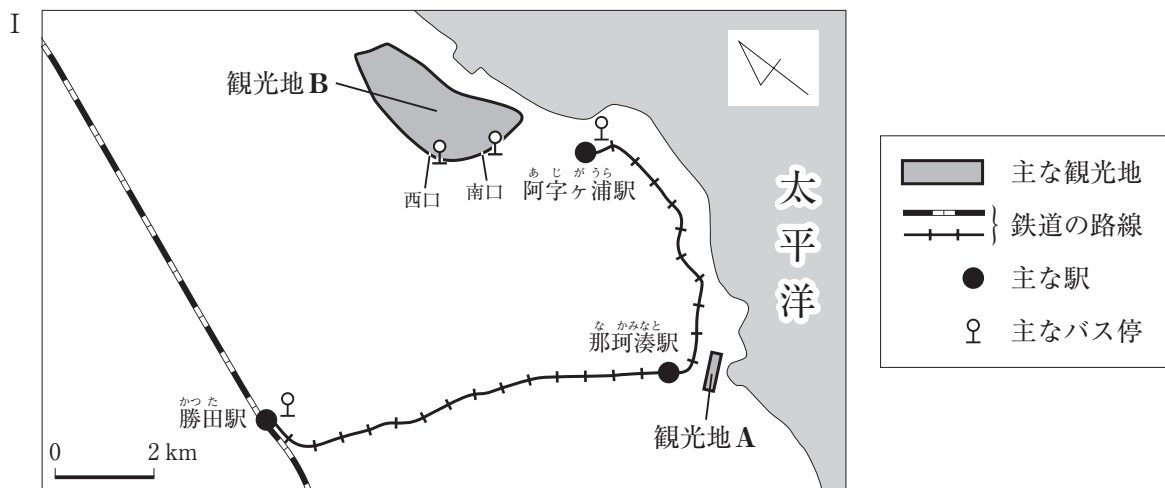 I
観光地B
西口
南口
あじがうら
阿字ヶ浦駅
太平洋
なかみなと
那珂湊駅
かつた
勝田駅
観光地A
0 2 km
主な観光地
鉄道の路線
主な駅
主なバス停